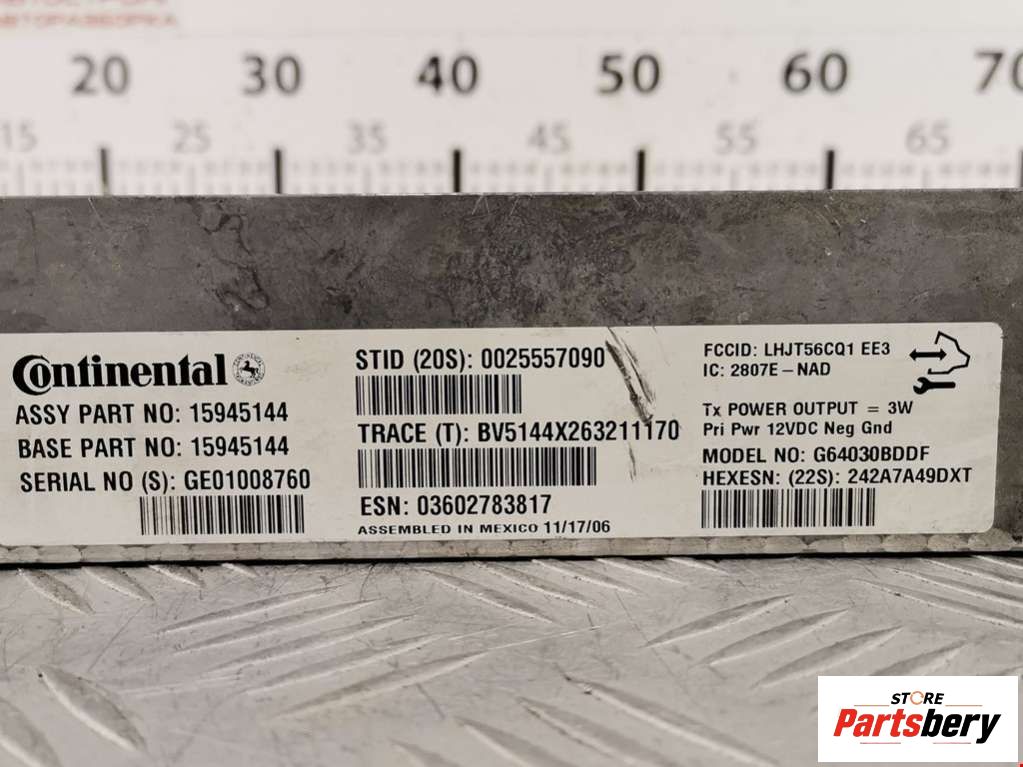 АВТОРАЗБОРКА
20 30 40 50 60 70
15 25 35 45 55 65
Continental
ASSY PART NO: 15945144
BASE PART NO: 15945144
SERIAL NO (S): GE01008760
STID (20S): 0025557090
TRACE (T): BV5144X263211170
ESN: 03602783817
ASSEMBLED IN MEXICO 11/17/06
FCCID: LHJT56CQ1 EE3
IC: 2807E-NAD
Tx POWER OUTPUT = 3W
Pri Pwr 12VDC Neg Gnd
MODEL NO: G64030BDDF
HEXESN: (22S): 242A7A49DXT
STORE
Partsbery